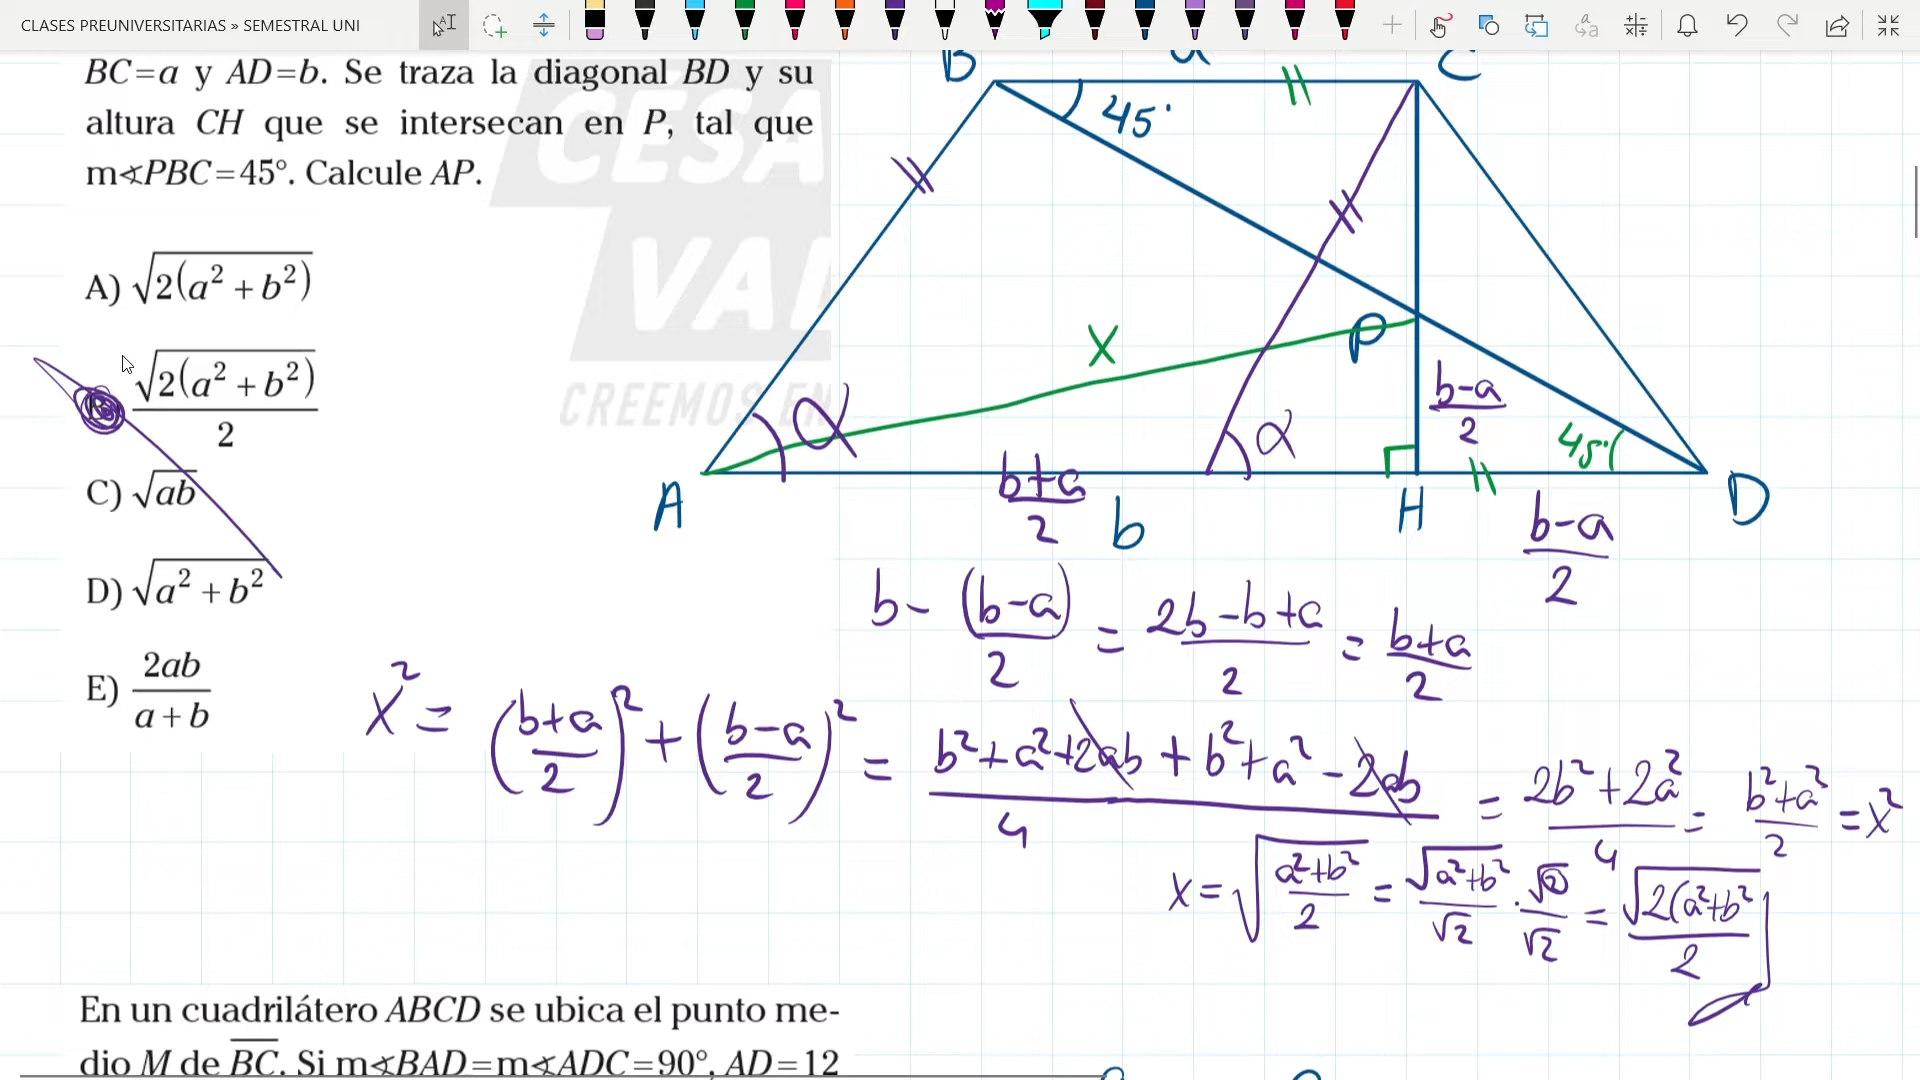 CLASES PREUNIVERSITARIAS » SEMESTRAL UNI
BC=a y AD=b. Se traza la diagonal BD y su
altura CH que se intersecan en P, tal que
m∢PBC=45°. Calcule AP.
A) √(2(a²+b²))
√(2(a²+b²))/2
C) √ab
D) √(a²+b²)
E) 2ab/(a+b)
CESA
VAL
CREEMOS EN
B a C
45°
x
P
(b-a)/2
α
α
45°
A
(b+a)/2
b
H
(b-a)/2
D
b-(b-a)/2 = (2b-b+a)/2 = (b+a)/2
x² = ((b+a)/2)² + ((b-a)/2)² = (b²+a²+2ab+b²+a²-2ab)/4 = (2b²+2a²)/4 = (b²+a²)/2 = x²
x = √((a²+b²)/2) = √(a²+b²)/√2 · √2/√2 = √(2(a²+b²))/2
En un cuadrilátero ABCD se ubica el punto me-
dio M de BC. Si m∢BAD=m∢ADC=90°, AD=12